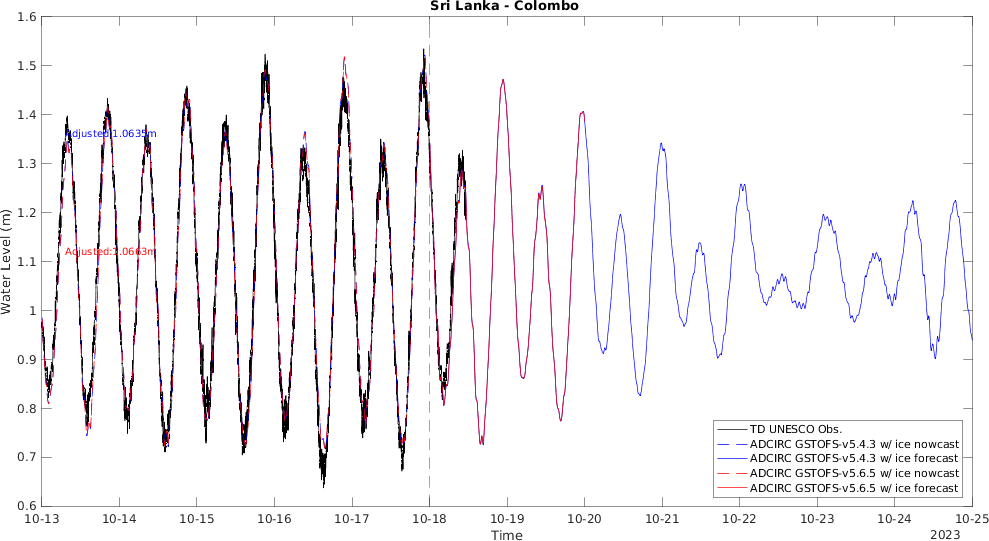 Sri Lanka - Colombo
1.6
1.5
1.4
1.3
1.2
1.1
1
0.9
0.8
0.7
0.6
Water Level (m)
Adjusted:1.0635m
Adjusted:1.0663m
TD UNESCO Obs.
ADCIRC GSTOFS-v5.4.3 w/ ice nowcast
ADCIRC GSTOFS-v5.4.3 w/ ice forecast
ADCIRC GSTOFS-v5.6.5 w/ ice nowcast
ADCIRC GSTOFS-v5.6.5 w/ ice forecast
10-13 10-14 10-15 10-16 10-17 10-18 10-19 10-20 10-21 10-22 10-23 10-24 10-25
Time
2023